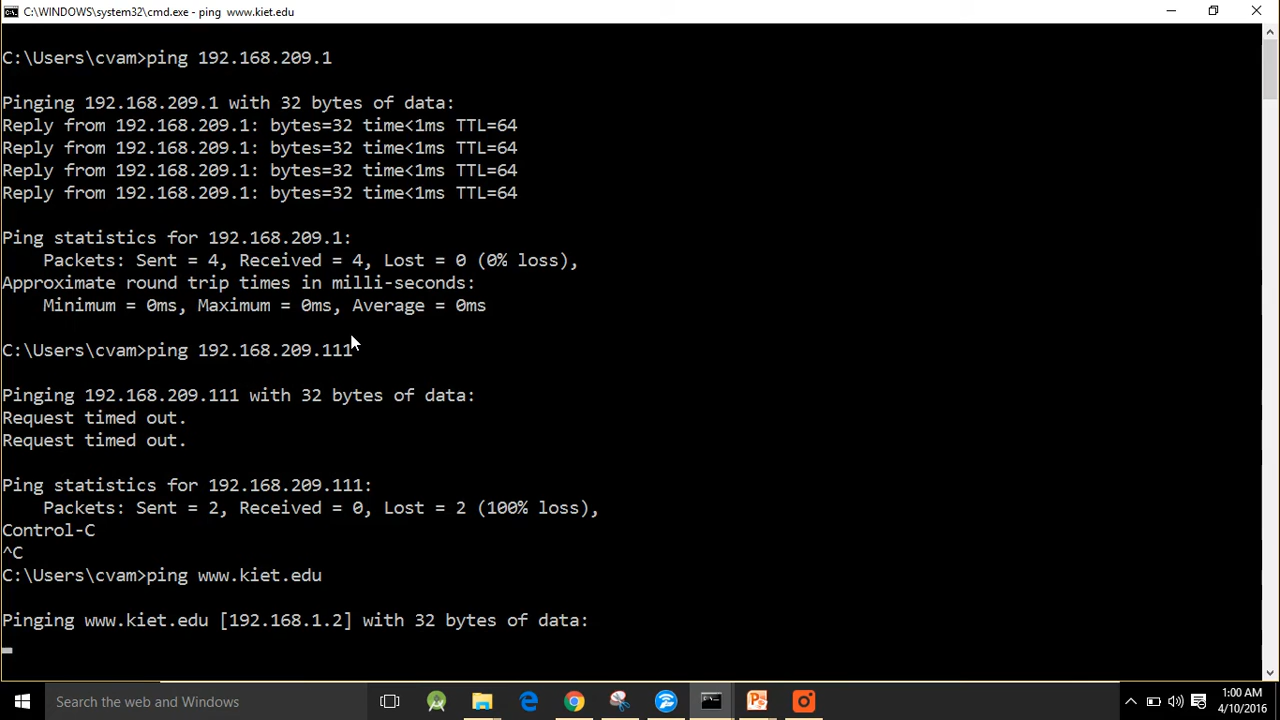 C:\WINDOWS\system32\cmd.exe - ping www.kiet.edu
C:\Users\cvam>ping 192.168.209.1
Pinging 192.168.209.1 with 32 bytes of data:
Reply from 192.168.209.1: bytes=32 time<1ms TTL=64
Reply from 192.168.209.1: bytes=32 time<1ms TTL=64
Reply from 192.168.209.1: bytes=32 time<1ms TTL=64
Reply from 192.168.209.1: bytes=32 time<1ms TTL=64
Ping statistics for 192.168.209.1:
    Packets: Sent = 4, Received = 4, Lost = 0 (0% loss),
Approximate round trip times in milli-seconds:
    Minimum = 0ms, Maximum = 0ms, Average = 0ms
C:\Users\cvam>ping 192.168.209.111
Pinging 192.168.209.111 with 32 bytes of data:
Request timed out.
Request timed out.
Ping statistics for 192.168.209.111:
    Packets: Sent = 2, Received = 0, Lost = 2 (100% loss),
Control-C
^C
C:\Users\cvam>ping www.kiet.edu
Pinging www.kiet.edu [192.168.1.2] with 32 bytes of data:
Search the web and Windows
1:00 AM
4/10/2016